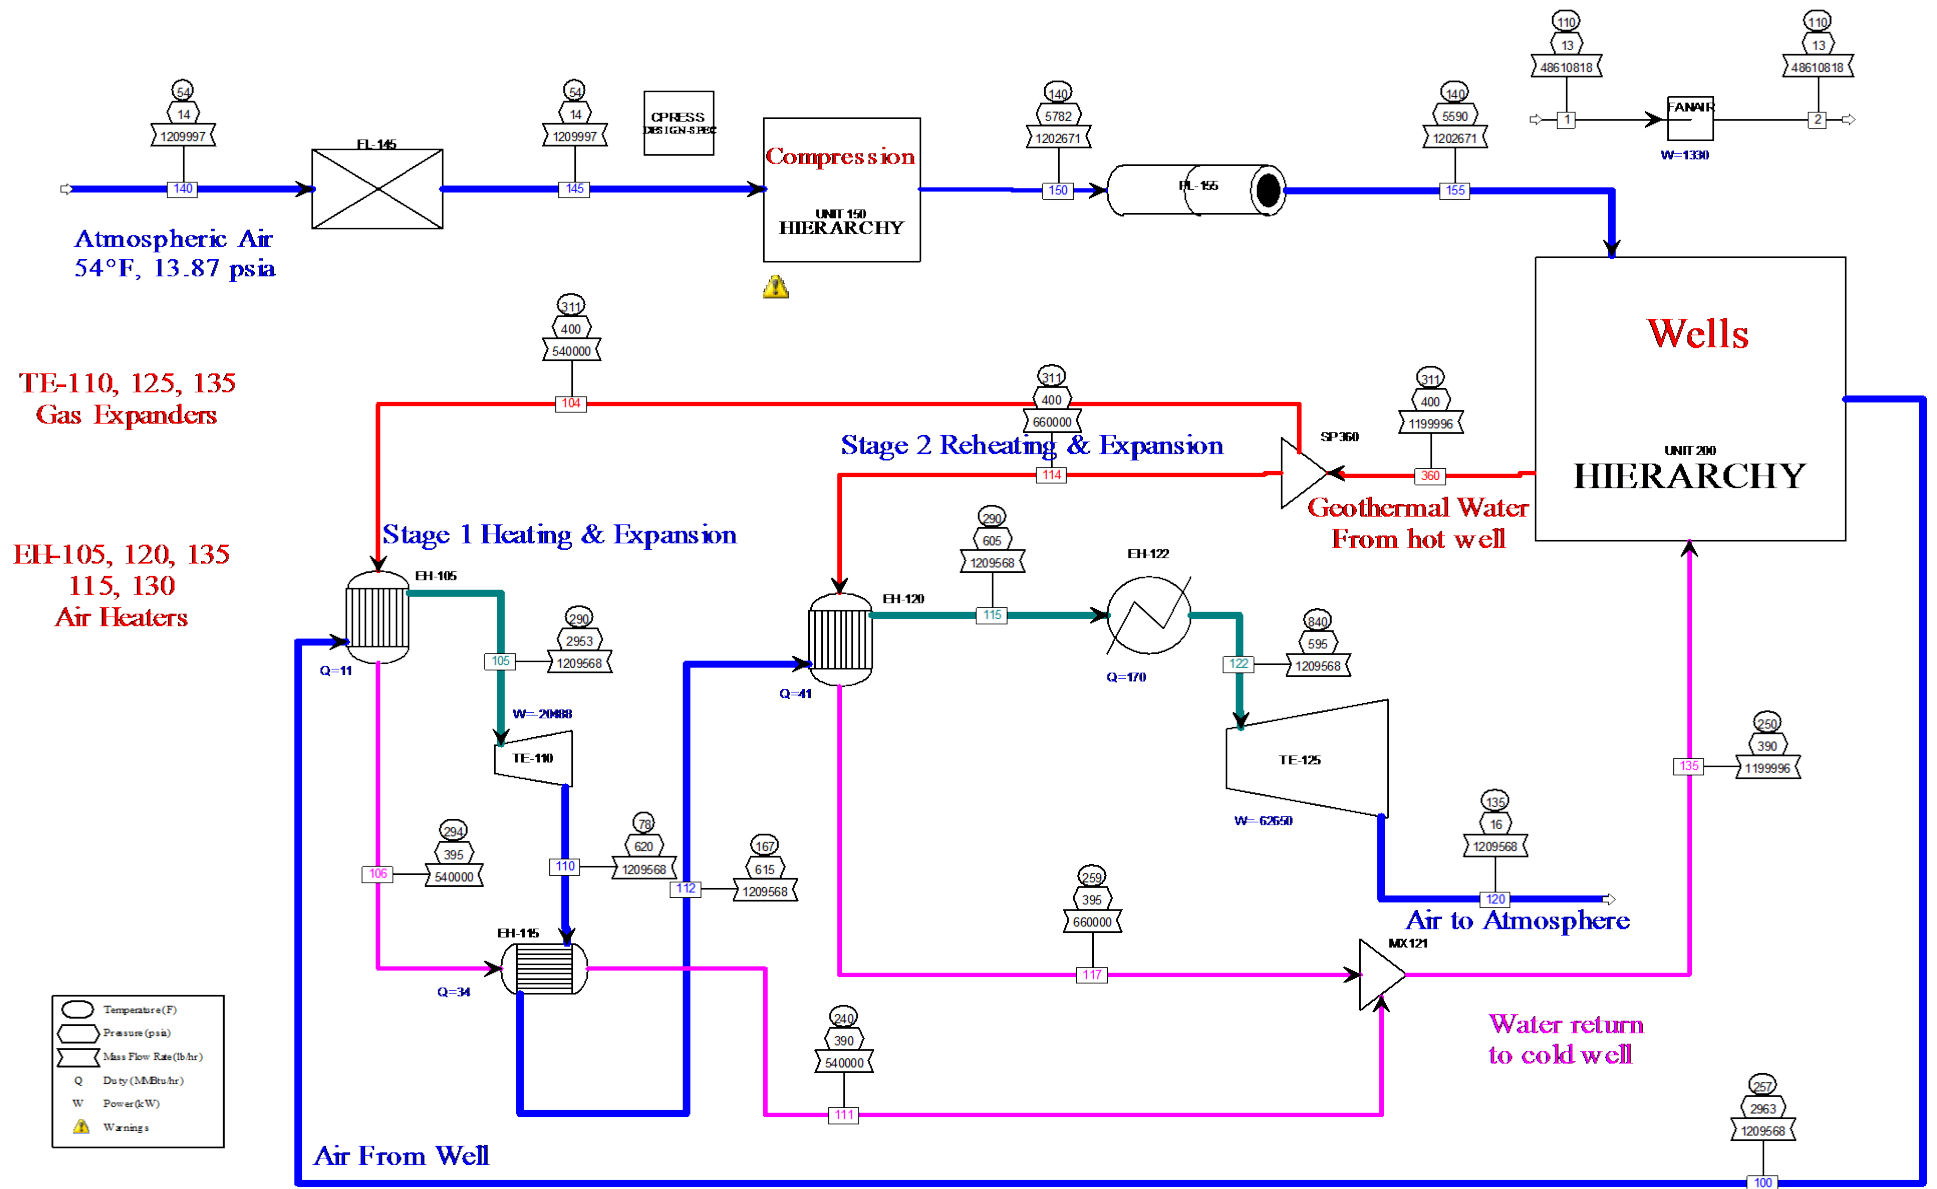 110
13
48610818
110
13
48610818
54
14
1209997
54
14
1209997
CPRESS
DESIGN-SPEC
140
5782
1202671
140
5590
1202671
FANAIR
1
2
W=1330
FL-145
Compression
UNIT 150
HIERARCHY
PL-155
140
145
150
155
Atmospheric Air
54°F, 13.87 psia
311
400
540000
Wells
UNIT 200
HIERARCHY
TE-110, 125, 135
Gas Expanders
104
311
400
660000
311
400
1199996
SP360
Stage 2 Reheating & Expansion
114
360
Geothermal Water
From hot well
Stage 1 Heating & Expansion
EH-105, 120, 135
115, 130
Air Heaters
EH-105
Q=11
290
605
1209568
EH-122
EH-120
115
Q=41
Q=170
290
2953
1209568
105
840
595
1209568
122
W=-20488
TE-110
TE-125
W=-62650
250
390
1199996
135
294
395
540000
106
78
620
1209568
110
167
615
1209568
112
135
16
1209568
120
Air to Atmosphere
259
395
660000
117
MX121
EH-115
Q=34
240
390
540000
111
Water return
to cold well
Temperature (F)
Pressure (psia)
Mass Flow Rate (lb/hr)
Q Duty (MMBtu/hr)
W Power (kW)
Warnings
257
2963
1209568
100
Air From Well